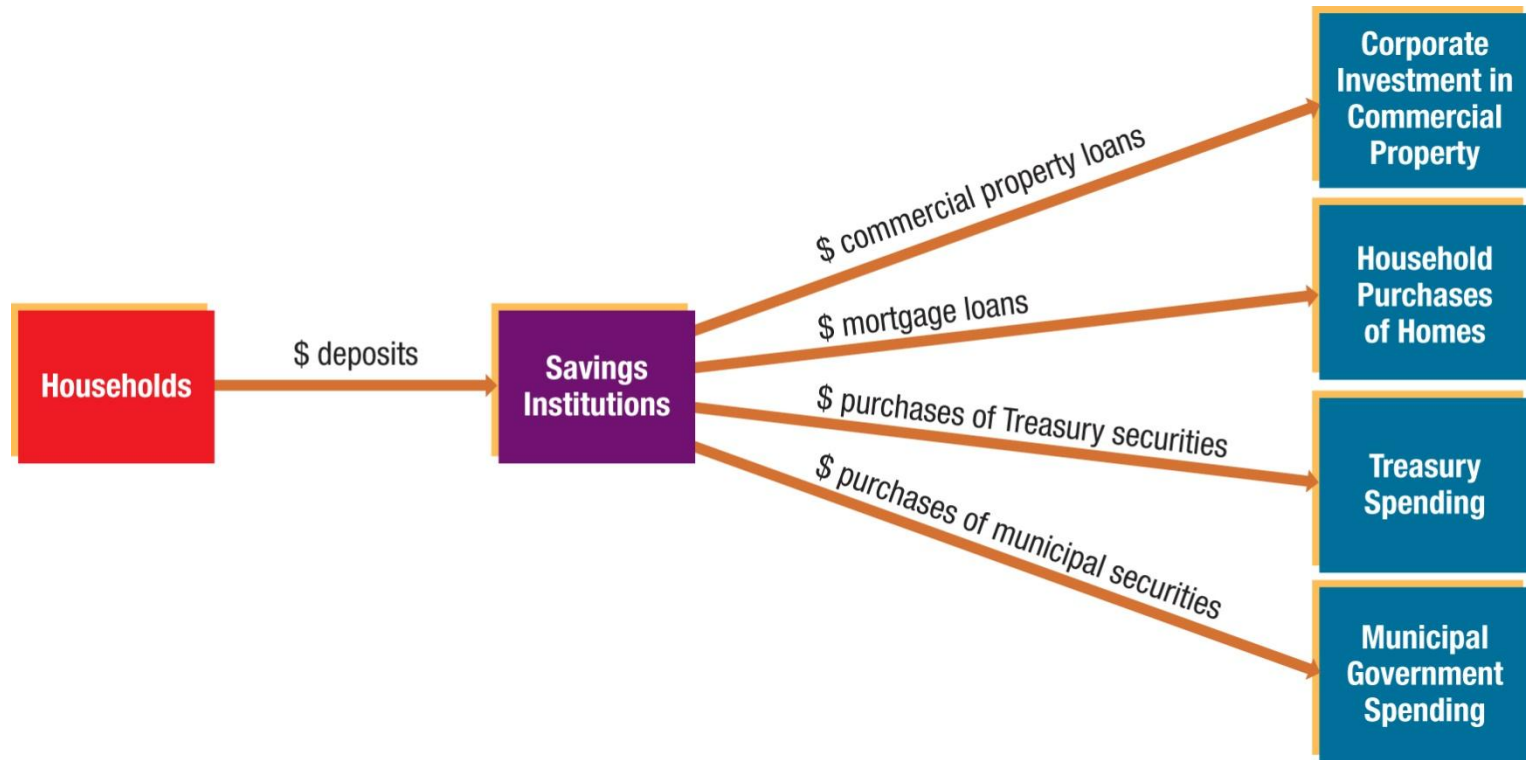 Households
$ deposits
Savings
Institutions
$ commercial property loans
$ mortgage loans
$ purchases of Treasury securities
$ purchases of municipal securities
Corporate
Investment in
Commercial
Property
Household
Purchases
of Homes
Treasury
Spending
Municipal
Government
Spending